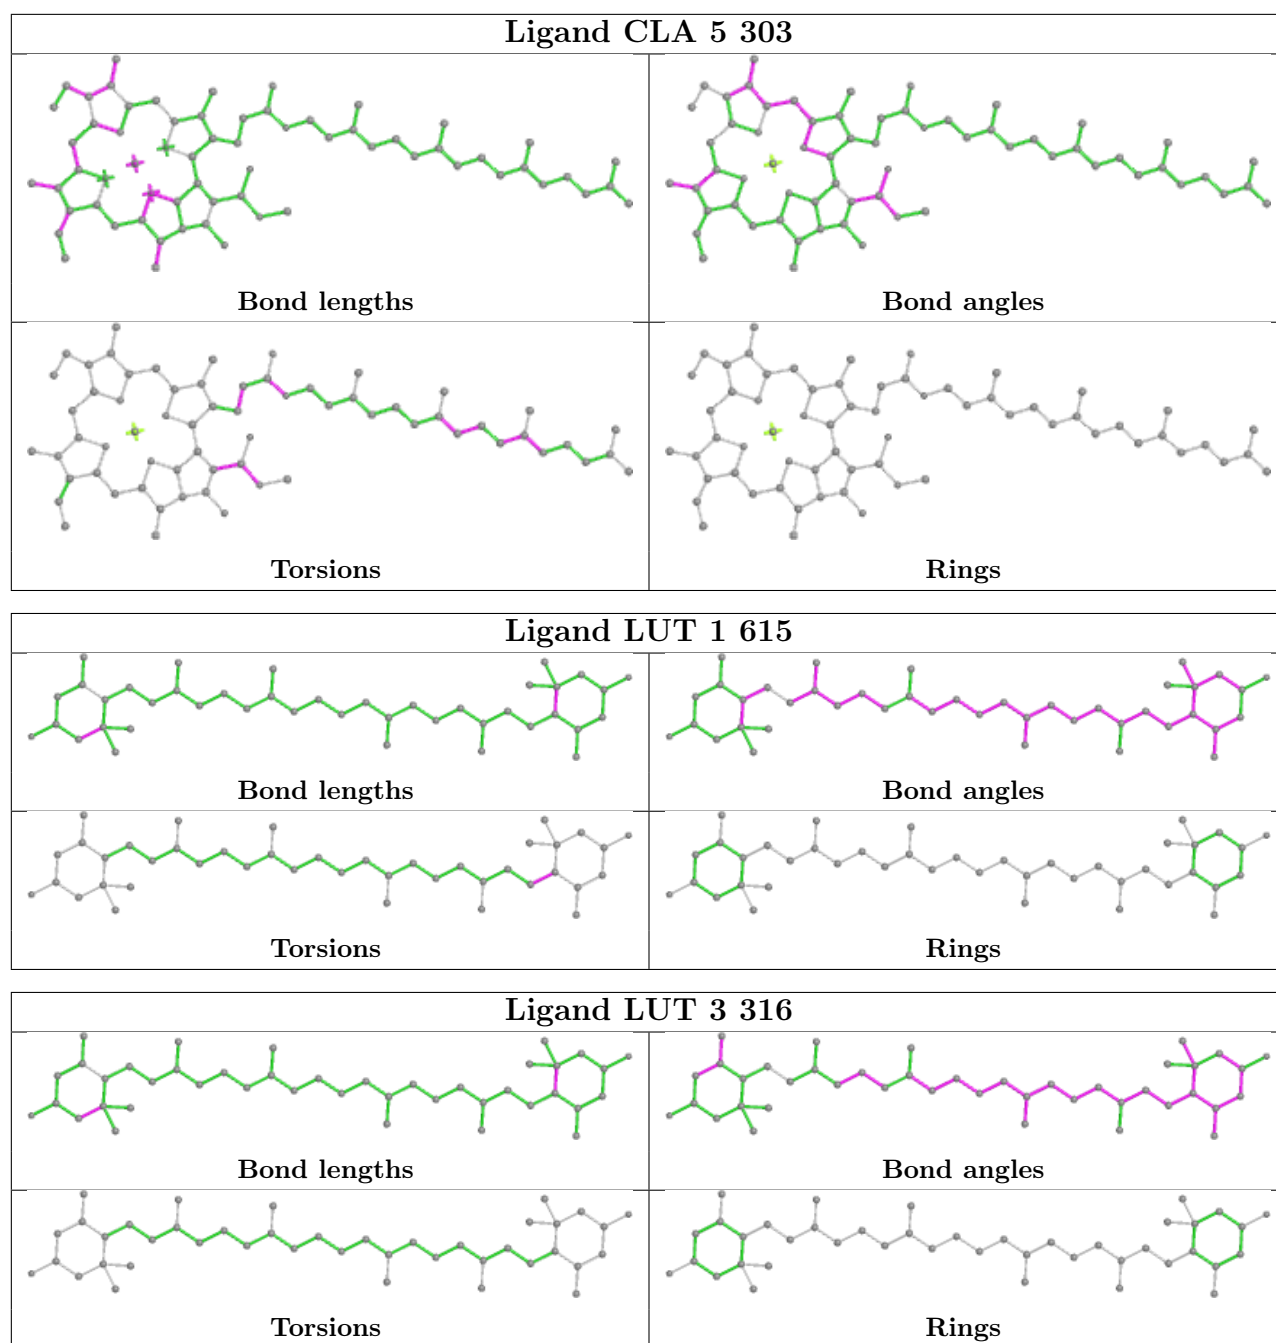 Ligand CLA 5 303
Bond lengths
Bond angles
Torsions
Rings
Ligand LUT 1 615
Bond lengths
Bond angles
Torsions
Rings
Ligand LUT 3 316
Bond lengths
Bond angles
Torsions
Rings